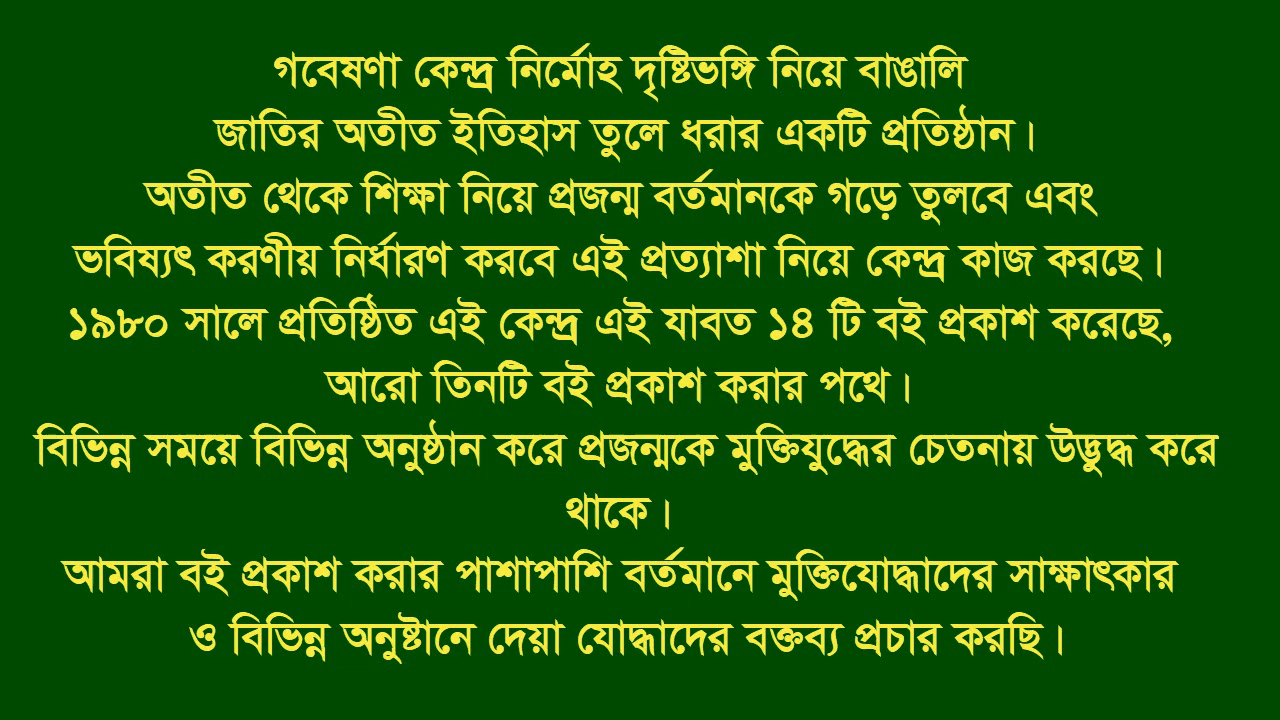 গবেষণা কেন্দ্র নির্মোহ দৃষ্টিভঙ্গি নিয়ে বাঙালি
জাতির অতীত ইতিহাস তুলে ধরার একটি প্রতিষ্ঠান।
অতীত থেকে শিক্ষা নিয়ে প্রজন্ম বর্তমানকে গড়ে তুলবে এবং
ভবিষ্যৎ করণীয় নির্ধারণ করবে এই প্রত্যাশা নিয়ে কেন্দ্র কাজ করছে।
১৯৮০ সালে প্রতিষ্ঠিত এই কেন্দ্র এই যাবত ১৪ টি বই প্রকাশ করেছে,
আরো তিনটি বই প্রকাশ করার পথে।
বিভিন্ন সময়ে বিভিন্ন অনুষ্ঠান করে প্রজন্মকে মুক্তিযুদ্ধের চেতনায় উদ্ভুদ্ধ করে
থাকে।
আমরা বই প্রকাশ করার পাশাপাশি বর্তমানে মুক্তিযোদ্ধাদের সাক্ষাৎকার
ও বিভিন্ন অনুষ্টানে দেয়া যোদ্ধাদের বক্তব্য প্রচার করছি।